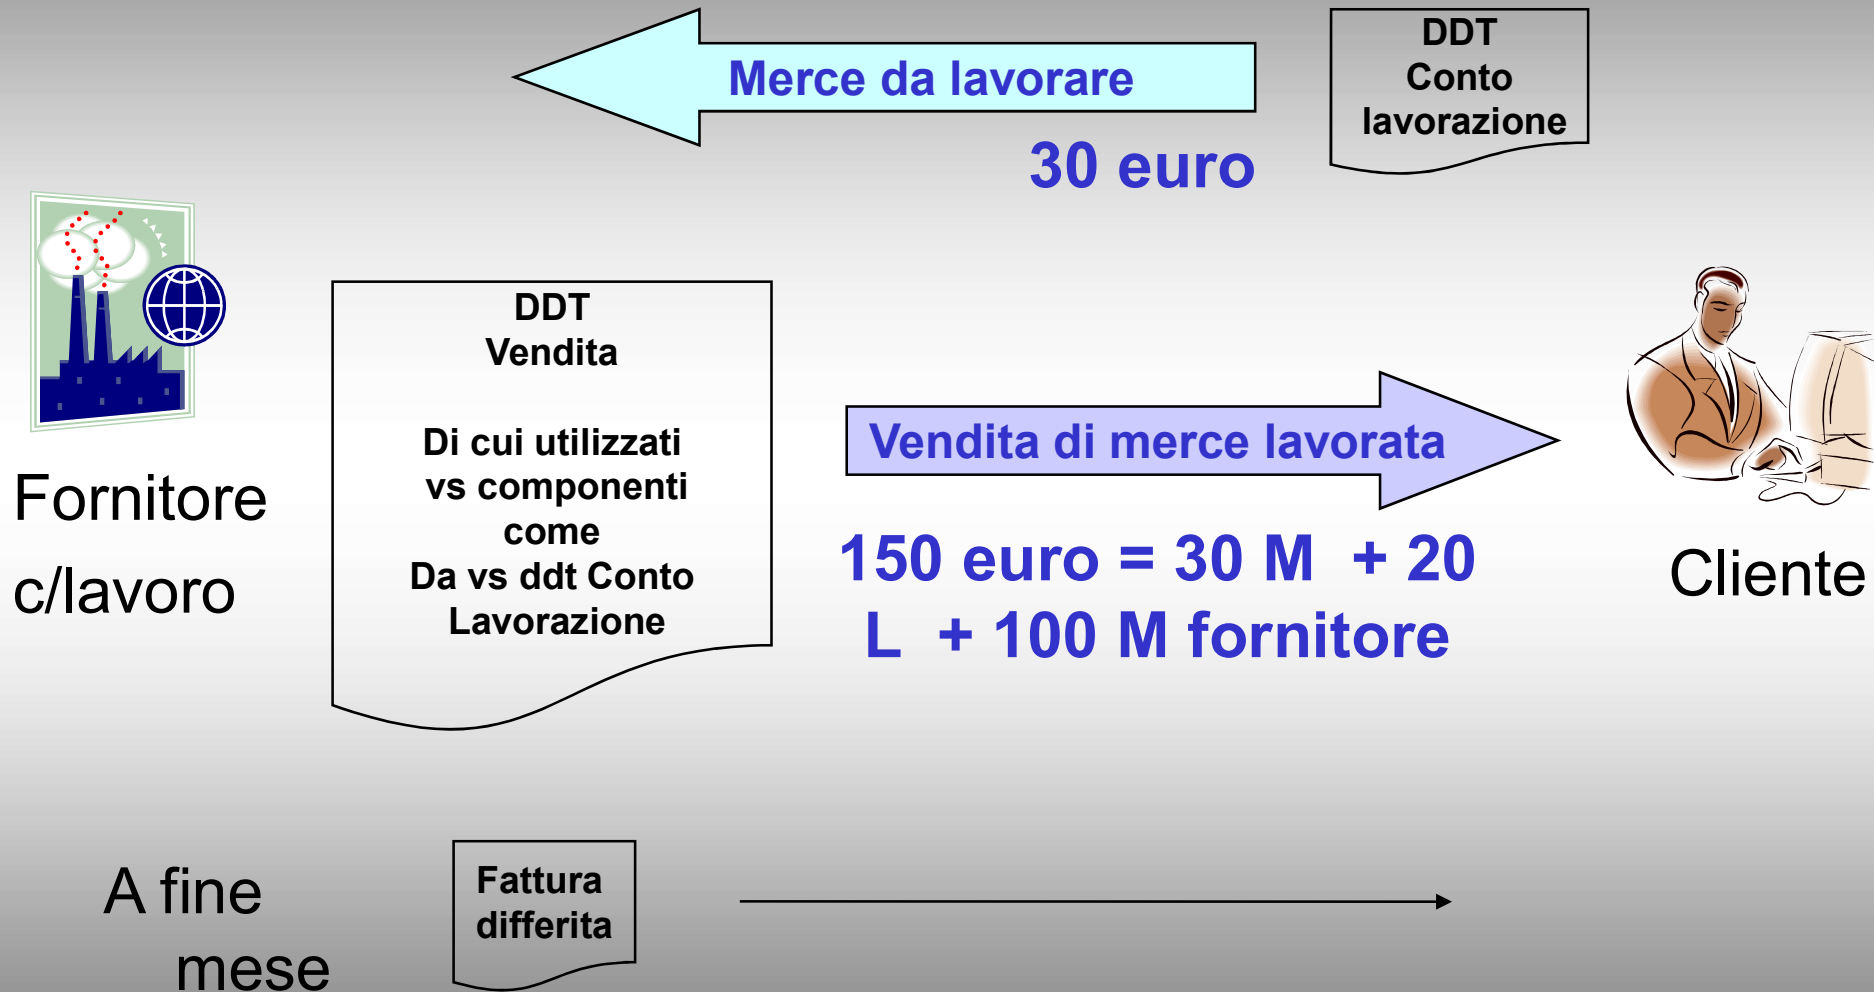 Merce da lavorare
30 euro
DDT
Conto
lavorazione
Fornitore
c/lavoro
DDT
Vendita
Di cui utilizzati
vs componenti
come
Da vs ddt Conto
Lavorazione
Vendita di merce lavorata
150 euro = 30 M + 20
L + 100 M fornitore
Cliente
A fine
mese
Fattura
differita